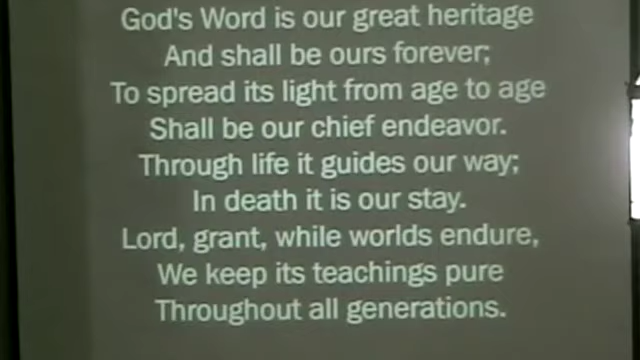 God's Word is our great heritage
And shall be ours forever;
To spread its light from age to age
Shall be our chief endeavor.
Through life it guides our way;
In death it is our stay.
Lord, grant, while worlds endure,
We keep its teachings pure
Throughout all generations.